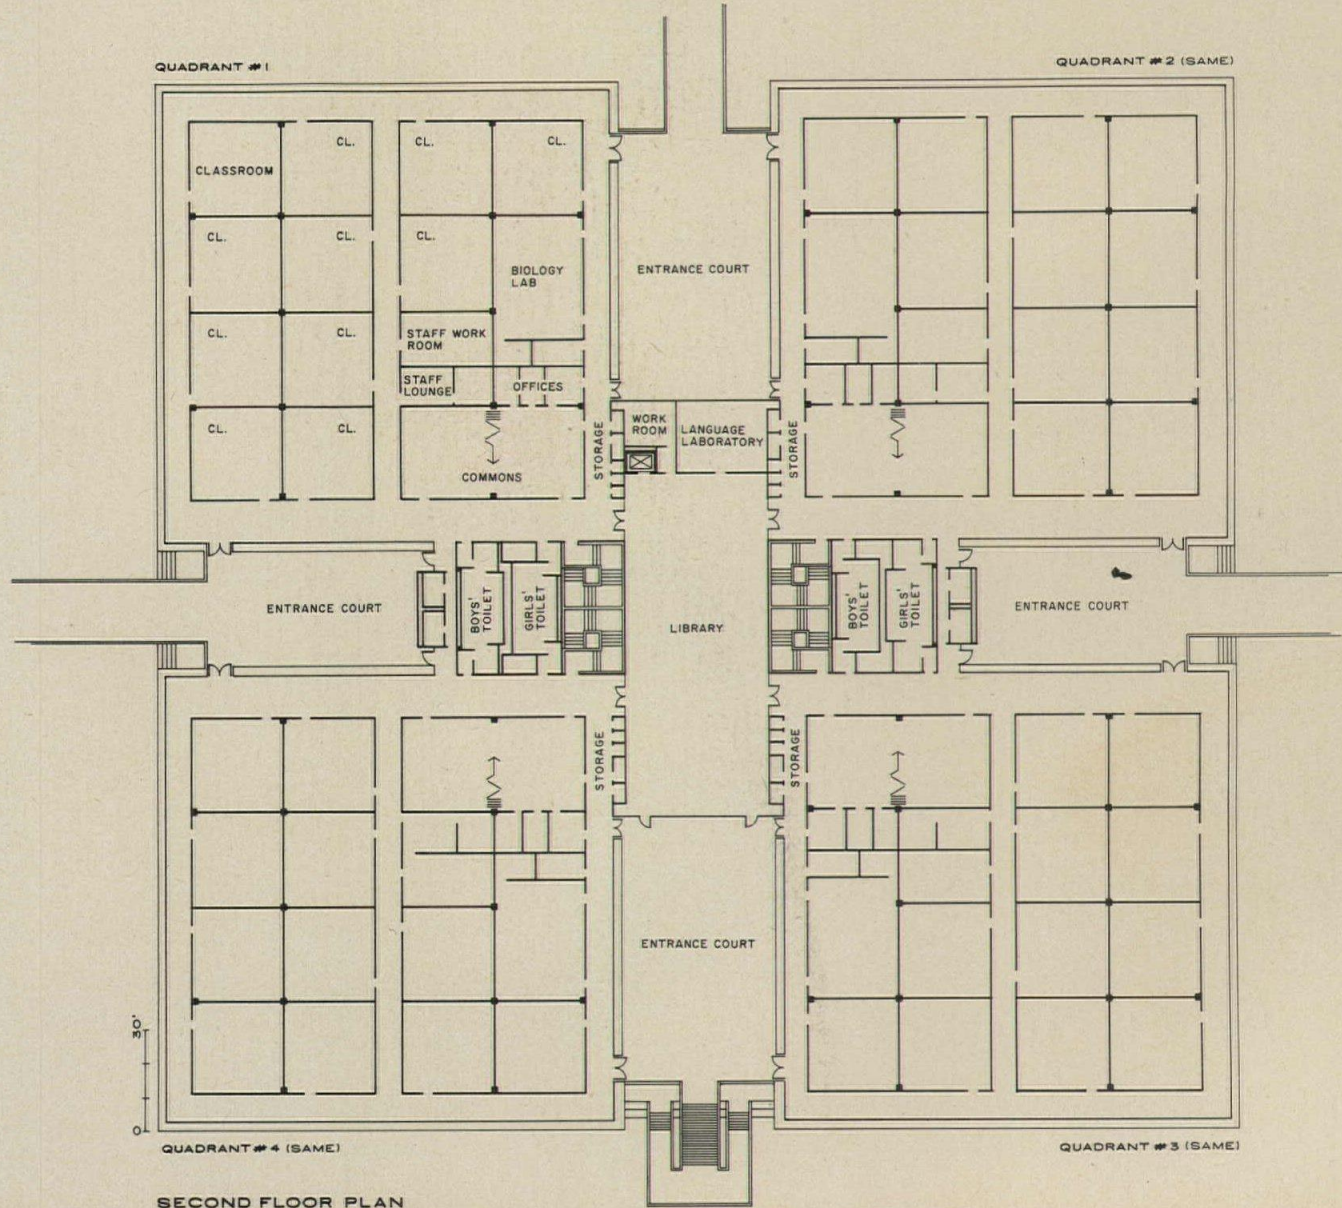 QUADRANT #1
QUADRANT #2 (SAME)
CL.
CL.
CL.
CLASSROOM
CL.
CL.
CL.
ENTRANCE COURT
BIOLOGY
LAB
CL.
CL.
STAFF WORK
ROOM
STAFF
LOUNGE
OFFICES
CL.
CL.
WORK
ROOM
LANGUAGE
LABORATORY
STORAGE
STORAGE
COMMONS
ENTRANCE COURT
BOYS'
TOILET
GIRLS'
TOILET
LIBRARY
BOYS'
TOILET
GIRLS'
TOILET
ENTRANCE COURT
STORAGE
STORAGE
ENTRANCE COURT
30'
0
QUADRANT #4 (SAME)
QUADRANT #3 (SAME)
SECOND FLOOR PLAN